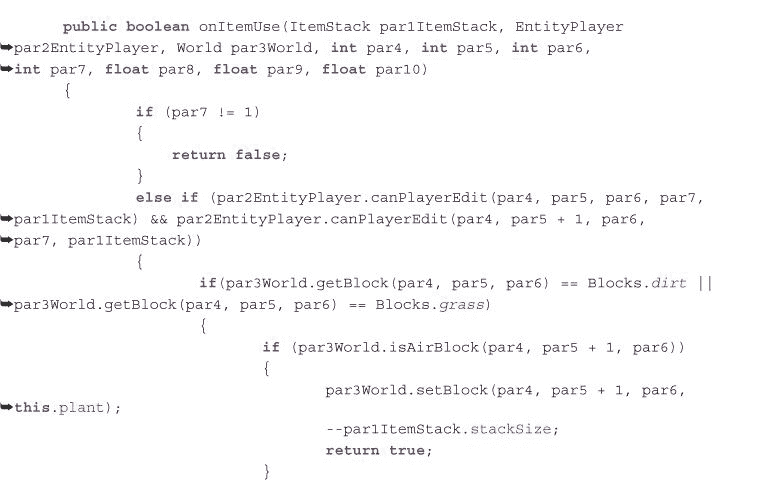 public boolean onItemUse(ItemStack par1ItemStack, EntityPlayer
➥par2EntityPlayer, World par3World, int par4, int par5, int par6,
➥int par7, float par8, float par9, float par10)
{
if (par7 != 1)
{
return false;
}
else if (par2EntityPlayer.canPlayerEdit(par4, par5, par6, par7,
➥par1ItemStack) && par2EntityPlayer.canPlayerEdit(par4, par5 + 1, par6,
➥par7, par1ItemStack))
{
if(par3World.getBlock(par4, par5, par6) == Blocks.dirt ||
➥par3World.getBlock(par4, par5, par6) == Blocks.grass)
{
if (par3World.isAirBlock(par4, par5 + 1, par6))
{
par3World.setBlock(par4, par5 + 1, par6,
➥this.plant);
--par1ItemStack.stackSize;
return true;
}